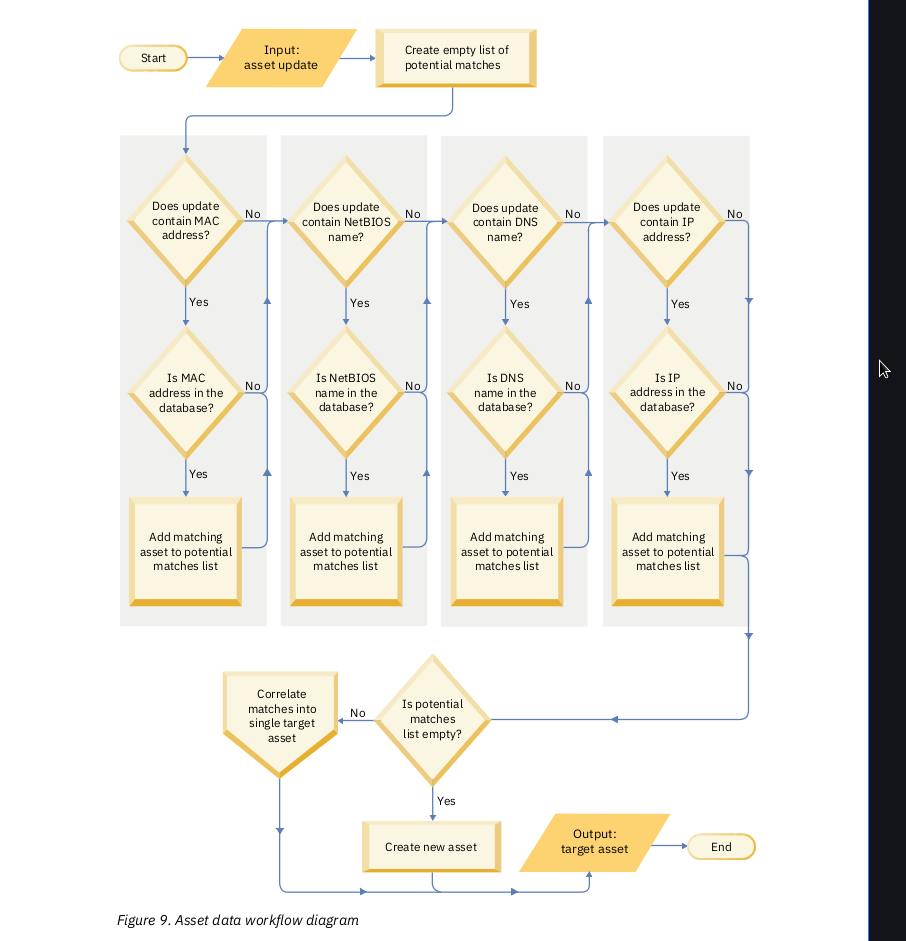 Start
Input:
asset update
Create empty list of
potential matches
Does update
contain MAC
address?
No
Does update
contain NetBIOS
name?
No
Does update
contain DNS
name?
No
Does update
contain IP
address?
No
Yes
Yes
Yes
Yes
Is MAC
address in the
database?
No
Is NetBIOS
name in the
database?
No
Is DNS
name in the
database?
No
Is IP
address in the
database?
No
Yes
Yes
Yes
Yes
Add matching
asset to potential
matches list
Add matching
asset to potential
matches list
Add matching
asset to potential
matches list
Add matching
asset to potential
matches list
Correlate
matches into
single target
asset
No
Is potential
matches
list empty?
Yes
Create new asset
Output:
target asset
End
Figure 9. Asset data workflow diagram